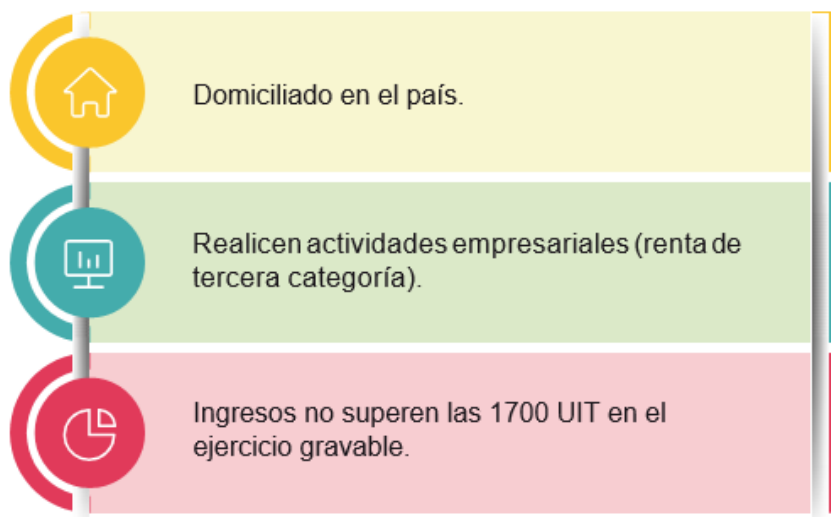 Domiciliado en el país.
Realicen actividades empresariales (renta de
tercera categoría).
Ingresos no superen las 1700 UIT en el
ejercicio gravable.